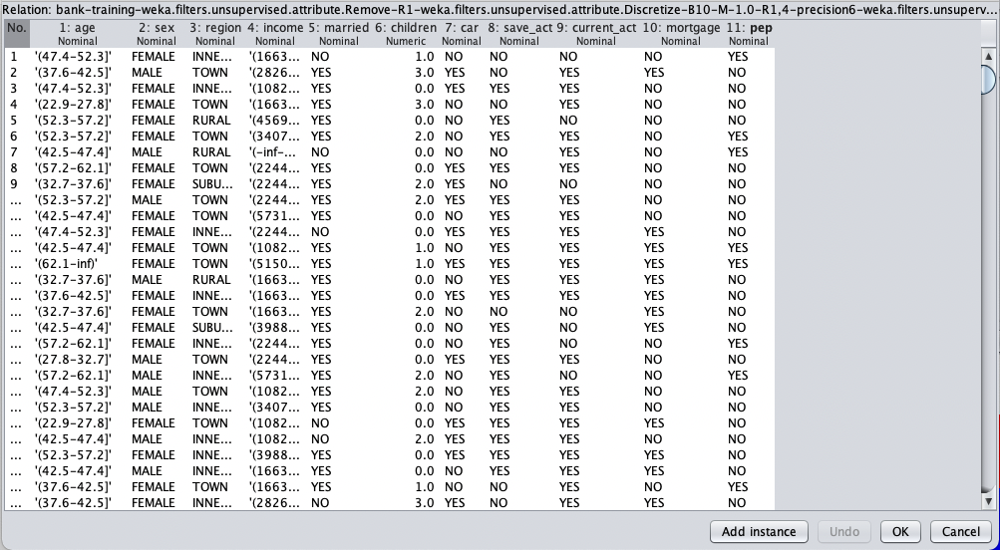 Relation: bank-training-weka.filters.unsupervised.attribute.Remove-R1-weka.filters.unsupervised.attribute.Discretize-B10-M-1.0-R1,4-precision6-weka.filters.unsuperv...
No. 1: age 2: sex 3: region 4: income 5: married 6: children 7: car 8: save_act 9: current_act 10: mortgage 11: pep
Nominal Nominal Nominal Nominal Nominal Numeric Nominal Nominal Nominal Nominal Nominal
1 '(47.4-52.3]' FEMALE INNE... '(1663... NO 1.0 NO NO NO NO YES
2 '(37.6-42.5]' MALE TOWN '(2826... YES 3.0 YES NO YES YES NO
3 '(47.4-52.3]' FEMALE INNE... '(1082... YES 0.0 YES YES YES NO NO
4 '(22.9-27.8]' FEMALE TOWN '(1663... YES 3.0 NO NO YES NO NO
5 '(52.3-57.2]' FEMALE RURAL '(4569... YES 0.0 NO YES NO NO NO
6 '(52.3-57.2]' FEMALE TOWN '(3407... YES 2.0 NO YES YES NO YES
7 '(42.5-47.4]' MALE RURAL '(-inf-... NO 0.0 NO NO YES NO YES
8 '(57.2-62.1]' FEMALE TOWN '(2244... YES 0.0 YES YES YES NO NO
9 '(32.7-37.6]' FEMALE SUBU... '(2244... YES 2.0 YES NO NO NO NO
... '(52.3-57.2]' MALE TOWN '(2244... YES 2.0 YES YES YES NO NO
... '(42.5-47.4]' FEMALE TOWN '(5731... YES 0.0 NO YES YES NO NO
... '(47.4-52.3]' FEMALE INNE... '(2244... NO 0.0 YES YES YES YES NO
... '(42.5-47.4]' FEMALE TOWN '(1082... YES 1.0 NO YES YES YES YES
... '(62.1-inf)' FEMALE TOWN '(5150... YES 1.0 YES YES YES YES YES
... '(32.7-37.6]' MALE RURAL '(1663... YES 0.0 NO NO YES YES NO
... '(37.6-42.5]' FEMALE INNE... '(1663... YES 0.0 YES YES YES YES NO
... '(32.7-37.6]' MALE TOWN '(1663... YES 2.0 NO NO NO YES NO
... '(42.5-47.4]' FEMALE SUBU... '(3988... YES 0.0 NO YES NO YES NO
... '(57.2-62.1]' FEMALE INNE... '(2244... YES 0.0 NO YES NO NO YES
... '(27.8-32.7]' MALE TOWN '(2244... YES 0.0 YES YES YES NO NO
... '(57.2-62.1]' MALE INNE... '(5731... YES 2.0 NO YES NO NO YES
... '(47.4-52.3]' MALE TOWN '(1082... YES 2.0 NO YES YES NO NO
... '(52.3-57.2]' MALE INNE... '(3407... YES 0.0 NO YES YES NO NO
... '(22.9-27.8]' FEMALE TOWN '(1082... NO 0.0 YES YES YES YES NO
... '(42.5-47.4]' MALE INNE... '(1082... NO 2.0 YES YES YES NO NO
... '(52.3-57.2]' FEMALE INNE... '(3988... YES 0.0 YES YES YES NO NO
... '(42.5-47.4]' MALE INNE... '(1663... YES 0.0 NO YES YES NO NO
... '(37.6-42.5]' FEMALE TOWN '(1663... YES 1.0 NO NO YES NO YES
... '(37.6-42.5]' FEMALE INNE... '(2826... NO 3.0 YES NO YES YES NO
Add instance Undo OK Cancel